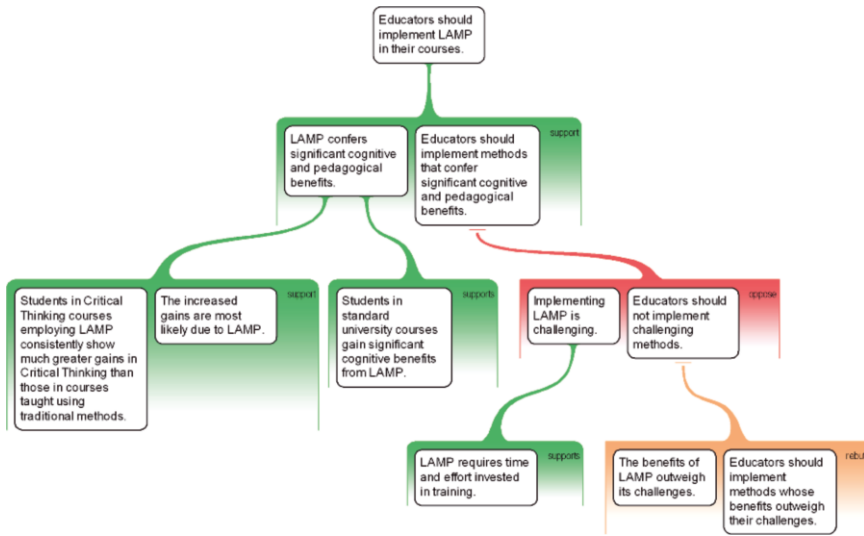 Educators should
implement LAMP
in their courses.
support
LAMP confers
significant cognitive
and pedagogical
benefits.
Educators should
implement methods
that confer
significant cognitive
and pedagogical
benefits.
support
Students in Critical
Thinking courses
employing LAMP
consistently show
much greater gains in
Critical Thinking than
those in courses
taught using
traditional methods.
The increased
gains are most
likely due to LAMP.
supports
Students in
standard
university courses
gain significant
cognitive benefits
from LAMP.
oppose
Implementing
LAMP is
challenging.
Educators should
not implement
challenging
methods.
supports
LAMP requires time
and effort invested
in training.
rebut
The benefits of
LAMP outweigh
its challenges.
Educators should
implement
methods whose
benefits outweigh
their challenges.